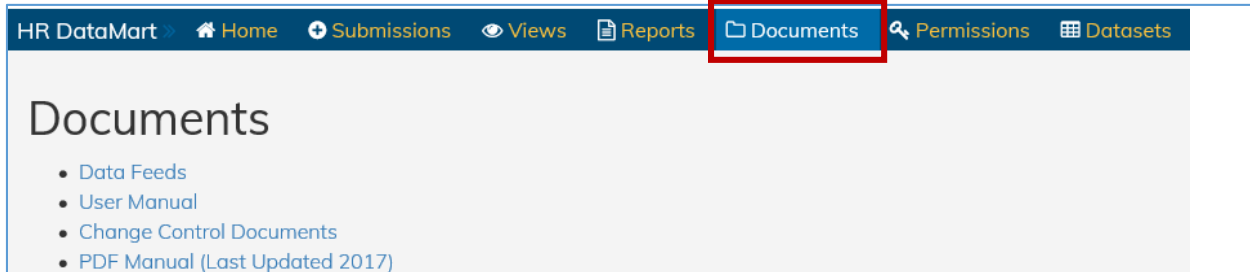 HR DataMart » Home Submissions Views Reports Documents Permissions Datasets
Documents
• Data Feeds
• User Manual
• Change Control Documents
• PDF Manual (Last Updated 2017)